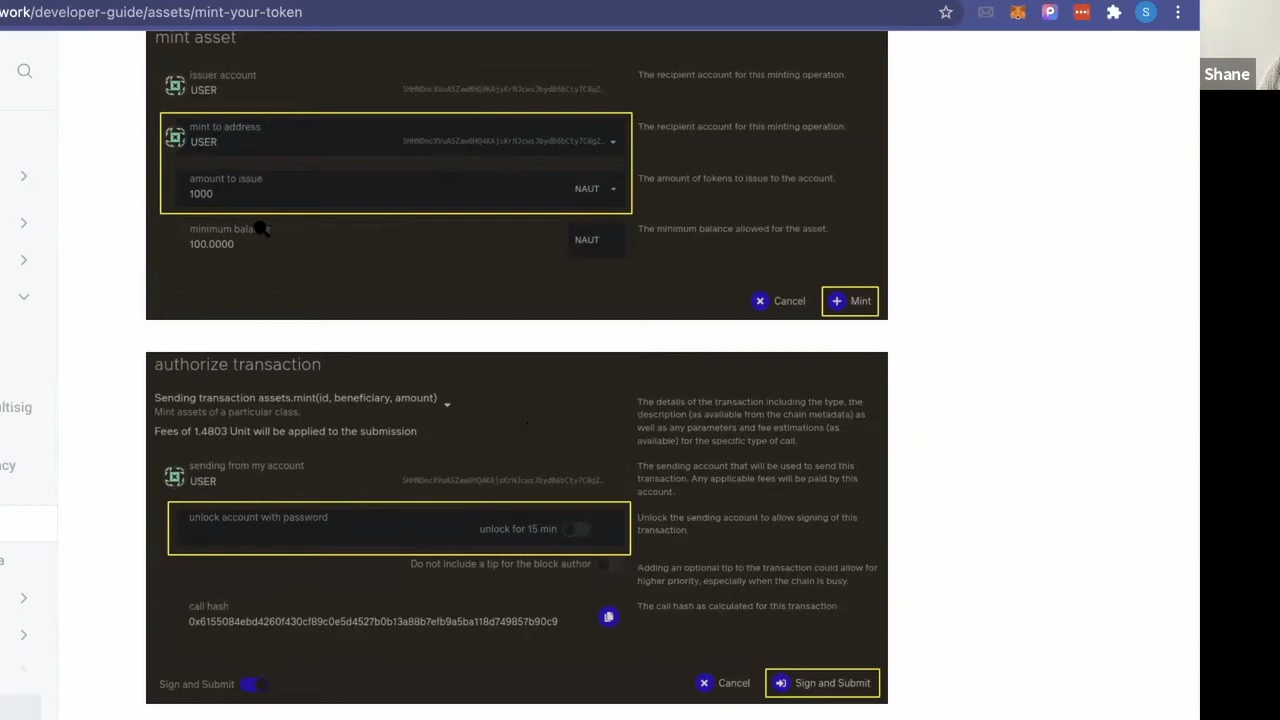 work/developer-guide/assets/mint-your-token
S
Shane
mint asset
issuer account
USER
The recipient account for this minting operation.
mint to address
USER
The recipient account for this minting operation.
amount to issue
1000
NAUT
The amount of tokens to issue to the account.
minimum bala
100.0000
NAUT
The minimum balance allowed for the asset.
Cancel
Mint
authorize transaction
Sending transaction assets.mint(id, beneficiary, amount)
Mint assets of a particular class.
Fees of 1.4803 Unit will be applied to the submission
The details of the transaction including the type, the
description (as available from the chain metadata) as
well as any parameters and fee estimations (as
available) for the specific type of call.
sending from my account
USER
The sending account that will be used to send this
transaction. Any applicable fees will be paid by this
account.
unlock account with password
unlock for 15 min
Unlock the sending account to allow signing of this
transaction.
Do not include a tip for the block author
Adding an optional tip to the transaction could allow for
higher priority, especially when the chain is busy.
call hash
0x6155084ebd4260f430cf89c0e5d4527b0b13a88b7efb9a5ba118d749857b90c9
The call hash as calculated for this transaction
Sign and Submit
Cancel
Sign and Submit
ultisig
cy
a